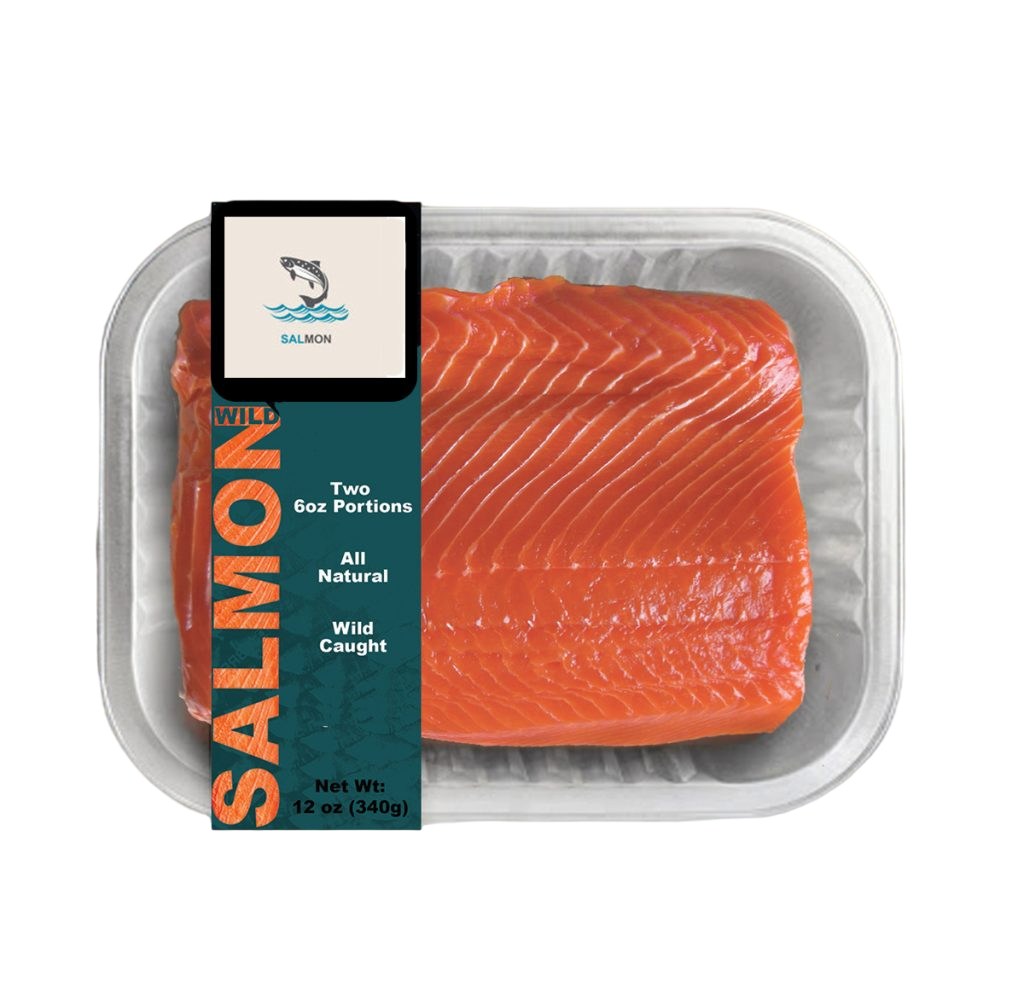 SALMON
WILD
SALMON
Two
6oz Portions
All
Natural
Wild
Caught
Net Wt:
12 oz (340g)